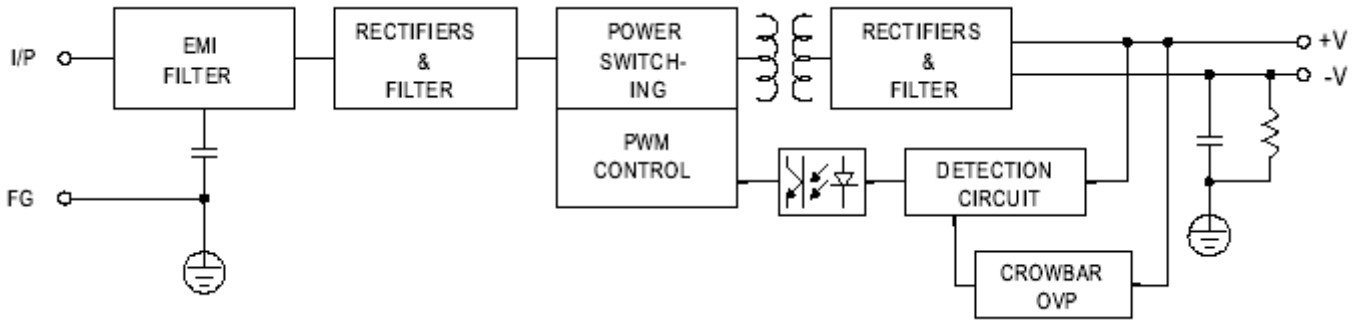 I/P
EMI
FILTER
RECTIFIERS
&
FILTER
POWER
SWITCH-
ING
RECTIFIERS
&
FILTER
+V
-V
PWM
CONTROL
DETECTION
CIRCUIT
FG
CROWBAR
OVP